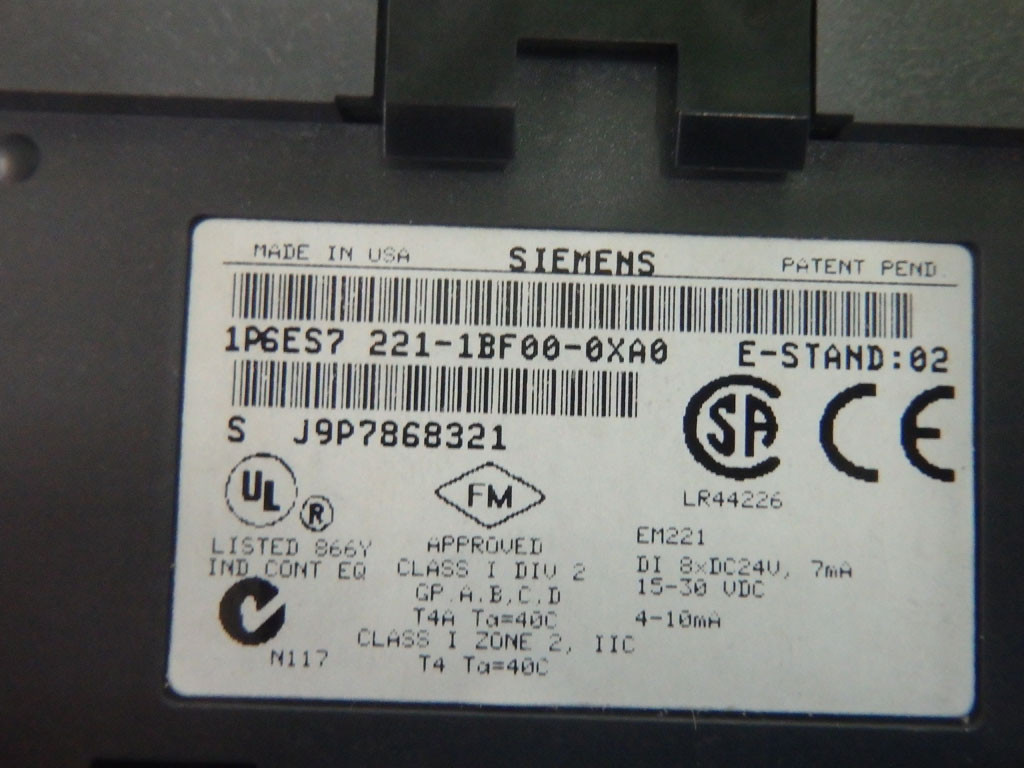 MADE IN USA SIEMENS PATENT PEND.
1P6ES7 221-1BF00-0XA0 E-STAND:02
S J9P7868321
SA CE
LR44226
UL ®
FM
LISTED 866Y
IND CONT EQ
N117
APPROVED
CLASS I DIV 2
GP.A,B,C,D
T4A Ta=40C
CLASS I ZONE 2, IIC
T4 Ta=40C
EM221
DI 8xDC24V, 7mA
15-30 VDC
4-10mA